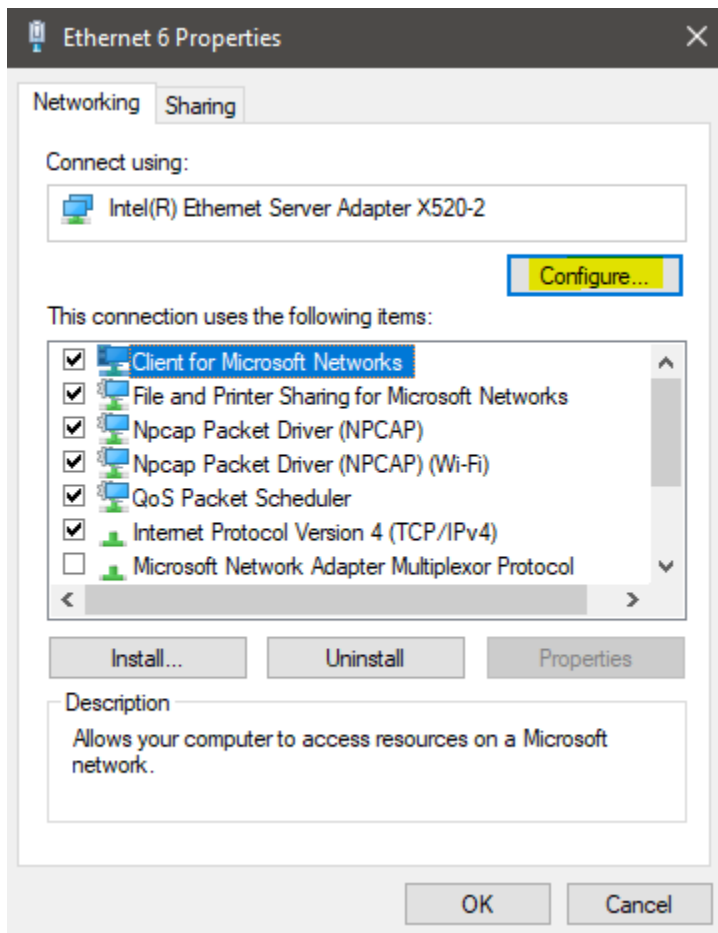 Ethernet 6 Properties
Networking Sharing
Connect using:
Intel(R) Ethernet Server Adapter X520-2
Configure...
This connection uses the following items:
Client for Microsoft Networks
File and Printer Sharing for Microsoft Networks
Npcap Packet Driver (NPCAP)
Npcap Packet Driver (NPCAP) (Wi-Fi)
QoS Packet Scheduler
Internet Protocol Version 4 (TCP/IPv4)
Microsoft Network Adapter Multiplexor Protocol
Install... Uninstall Properties
Description
Allows your computer to access resources on a Microsoft
network.
OK Cancel